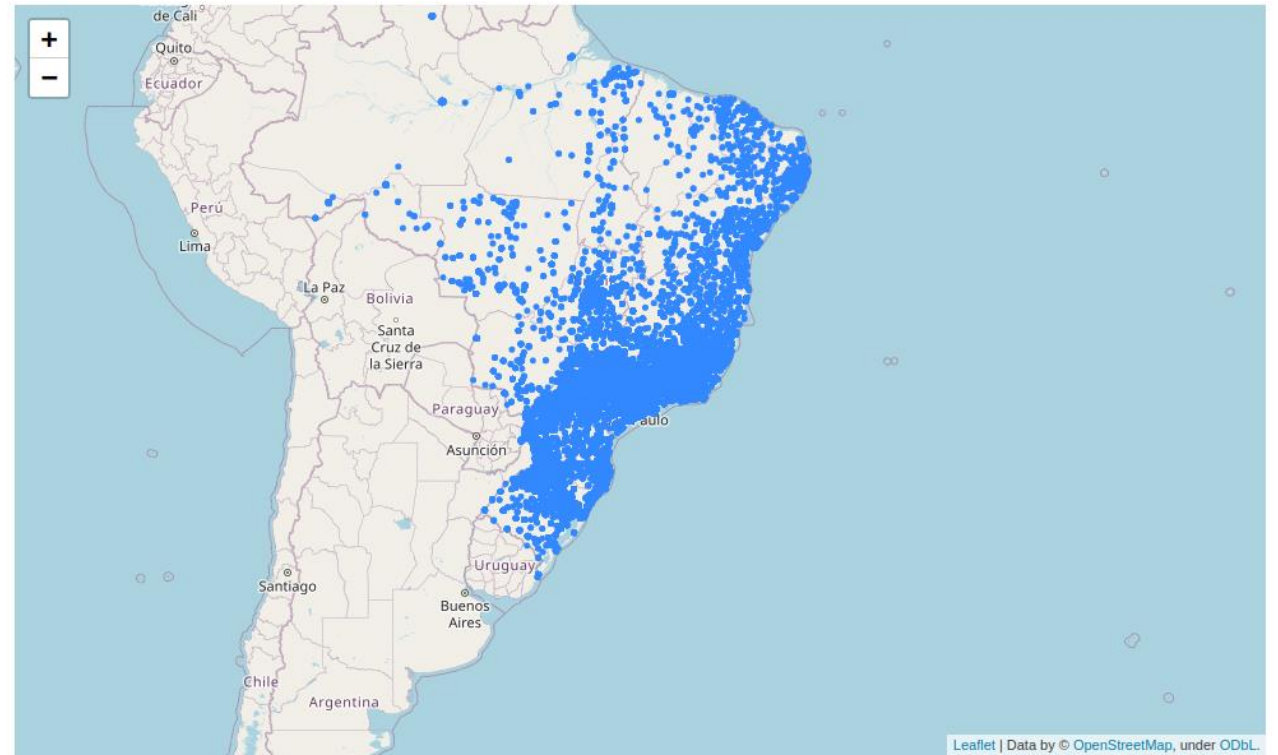 de Cali
+
−
Quito
Ecuador
Perú
Lima
La Paz
Bolivia
Santa
Cruz de
la Sierra
Paraguay
aulo
Asunción
Uruguay
Santiago
Buenos
Aires
Chile
Argentina
Leaflet | Data by © OpenStreetMap, under ODbL.